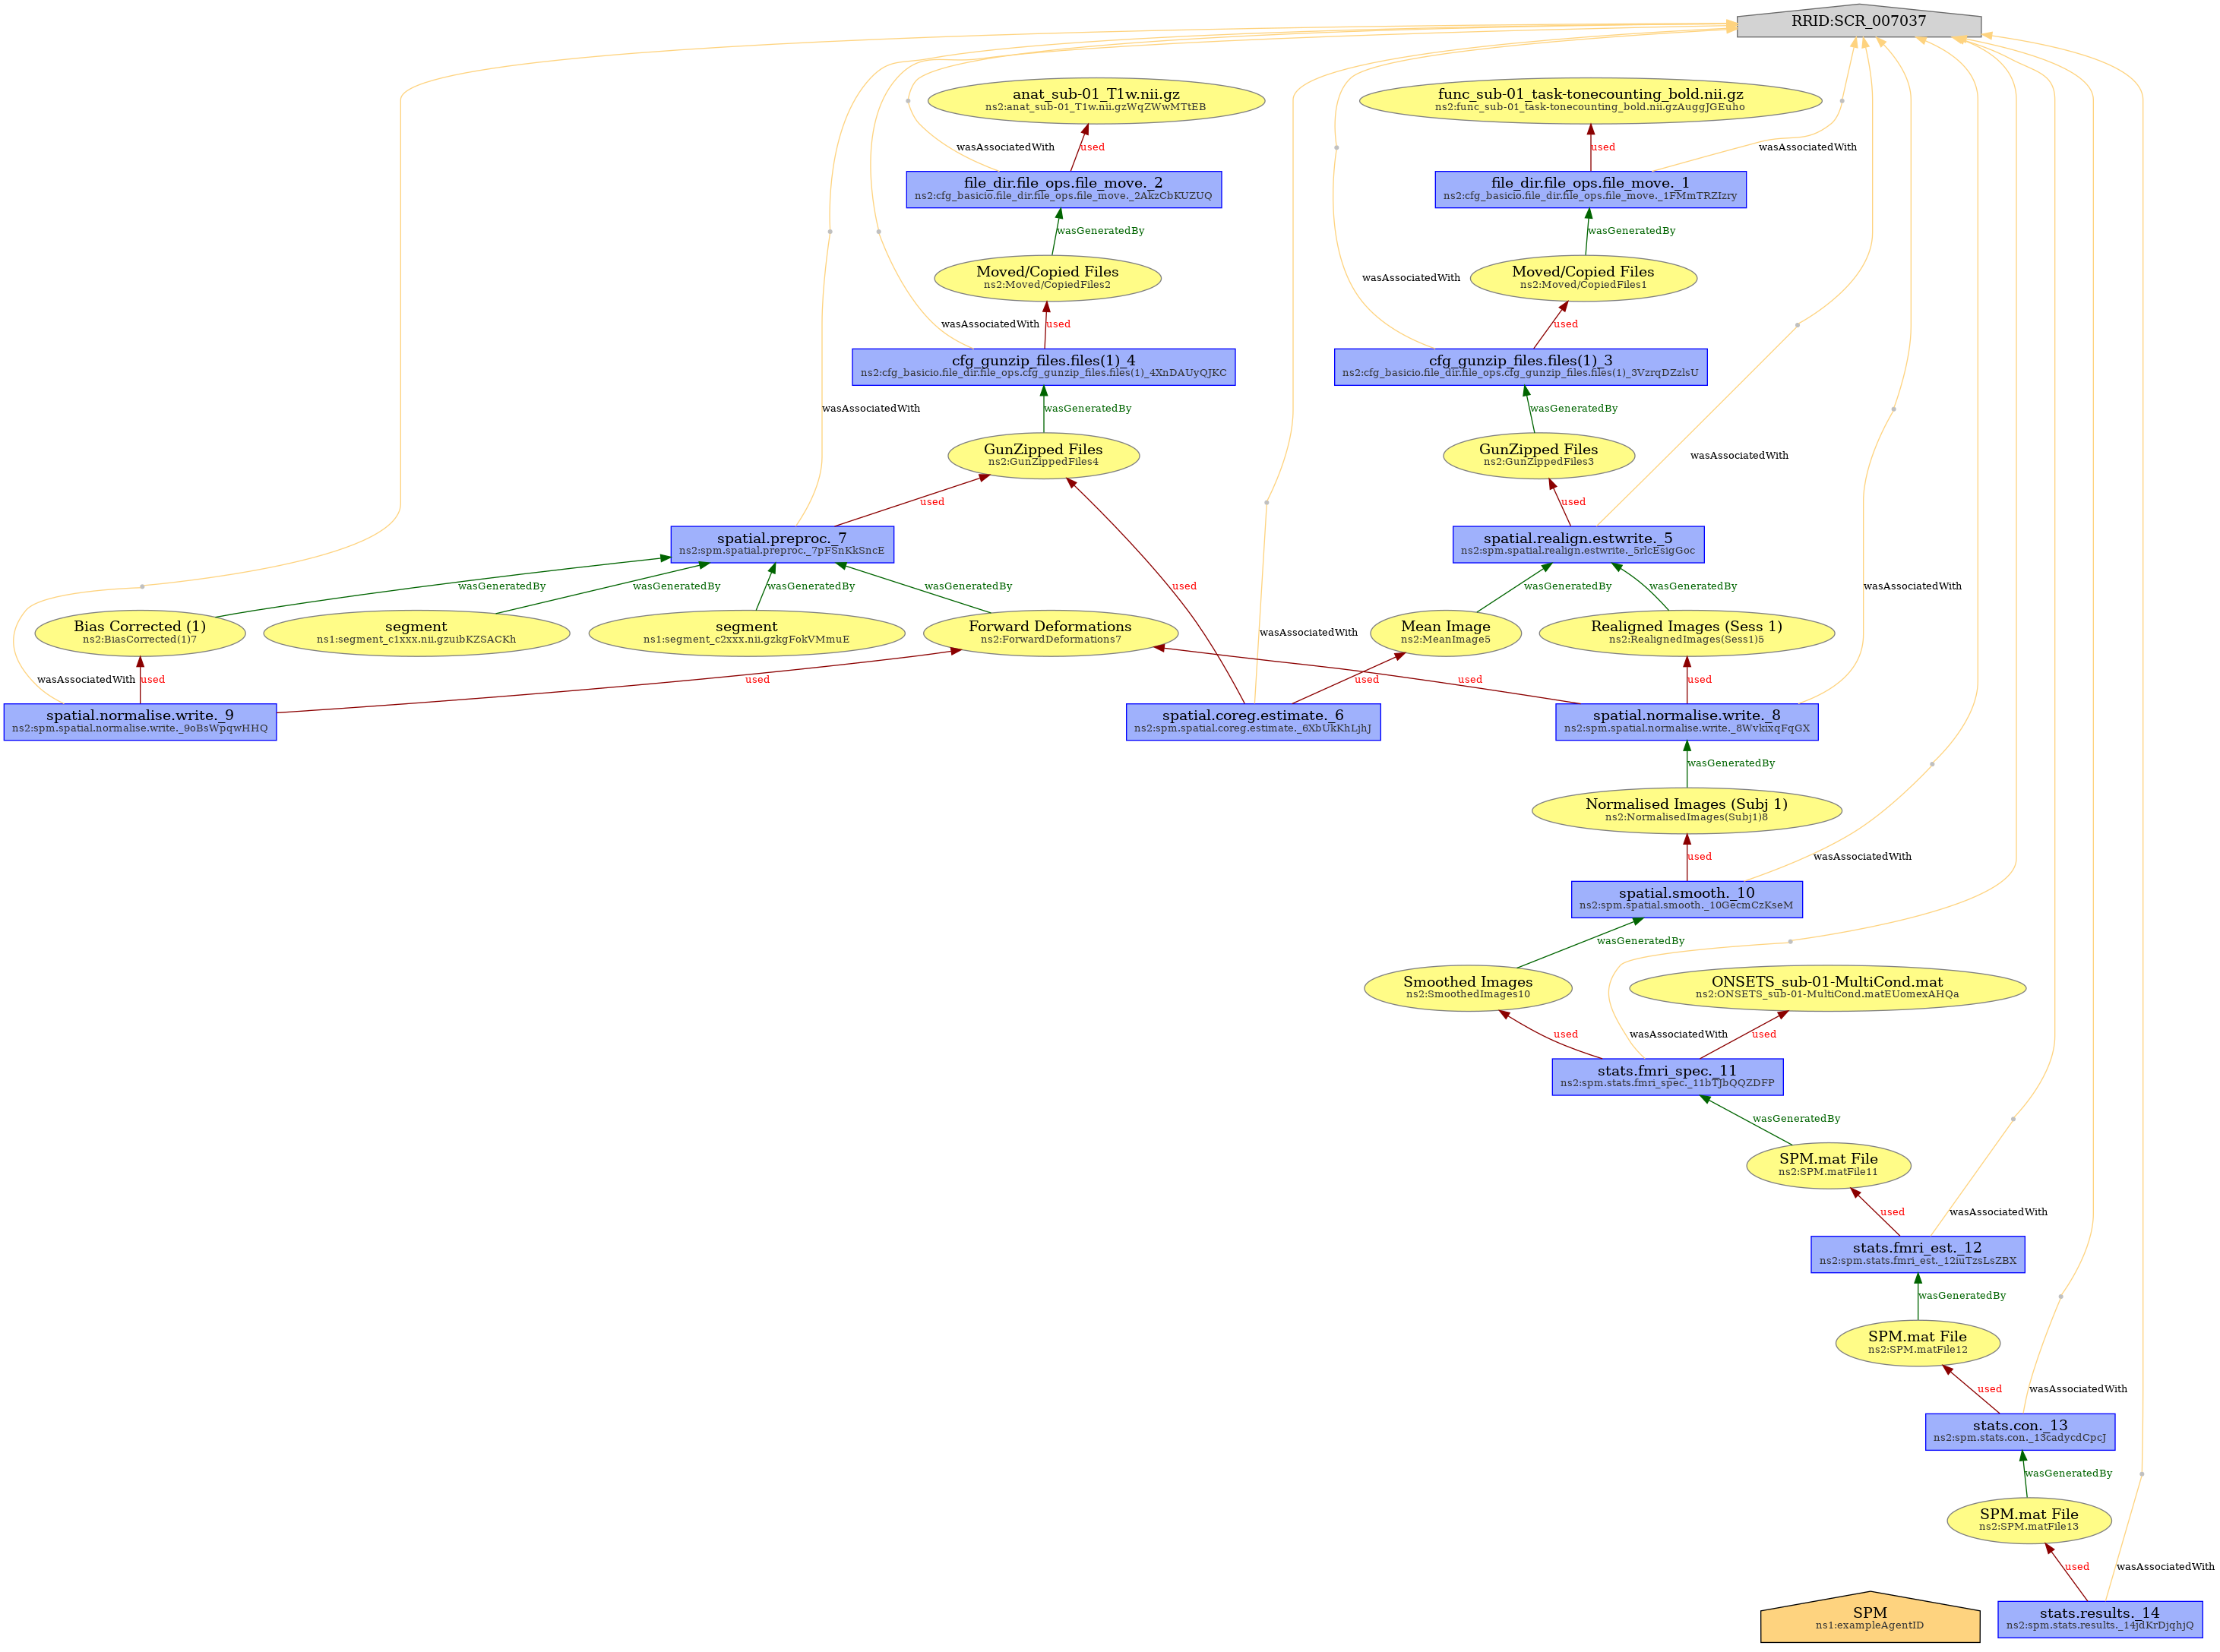 RRID:SCR_007037
anat_sub-01_T1w.nii.gz
ns2:anat_sub-01_T1w.nii.gzWqZWwMTtEB
func_sub-01_task-tonecounting_bold.nii.gz
ns2:func_sub-01_task-tonecounting_bold.nii.gzAuggJGEuho
wasAssociatedWith
used
used
wasAssociatedWith
file_dir.file_ops.file_move._2
ns2:cfg_basicio.file_dir.file_ops.file_move._2AkzCbKUZUQ
file_dir.file_ops.file_move._1
ns2:cfg_basicio.file_dir.file_ops.file_move._1FMmTRZIzry
wasGeneratedBy
wasGeneratedBy
Moved/Copied Files
ns2:Moved/CopiedFiles2
wasAssociatedWith
Moved/Copied Files
ns2:Moved/CopiedFiles1
wasAssociatedWith
used
used
cfg_gunzip_files.files(1)_4
ns2:cfg_basicio.file_dir.file_ops.cfg_gunzip_files.files(1)_4XnDAUyQJKC
cfg_gunzip_files.files(1)_3
ns2:cfg_basicio.file_dir.file_ops.cfg_gunzip_files.files(1)_3VzrqDZzlsU
wasAssociatedWith
wasGeneratedBy
wasGeneratedBy
GunZipped Files
ns2:GunZippedFiles4
GunZipped Files
ns2:GunZippedFiles3
wasAssociatedWith
used
used
spatial.preproc._7
ns2:spm.spatial.preproc._7pFSnKkSncE
spatial.realign.estwrite._5
ns2:spm.spatial.realign.estwrite._5rlcEsigGoc
wasGeneratedBy
wasGeneratedBy
wasGeneratedBy
wasGeneratedBy
used
wasGeneratedBy
wasGeneratedBy
wasAssociatedWith
Bias Corrected (1)
ns2:BiasCorrected(1)7
segment
ns1:segment_c1xxx.nii.gzuibKZSACKh
segment
ns1:segment_c2xxx.nii.gzkgFokVMmuE
Forward Deformations
ns2:ForwardDeformations7
wasAssociatedWith
Mean Image
ns2:MeanImage5
Realigned Images (Sess 1)
ns2:RealignedImages(Sess1)5
wasAssociatedWith
used
used
used
used
used
spatial.normalise.write._9
ns2:spm.spatial.normalise.write._9oBsWpqwHHQ
spatial.coreg.estimate._6
ns2:spm.spatial.coreg.estimate._6XbUkKhLjhJ
spatial.normalise.write._8
ns2:spm.spatial.normalise.write._8WvkixqFqGX
wasGeneratedBy
Normalised Images (Subj 1)
ns2:NormalisedImages(Subj1)8
used
wasAssociatedWith
spatial.smooth._10
ns2:spm.spatial.smooth._10GecmCzKseM
wasGeneratedBy
Smoothed Images
ns2:SmoothedImages10
ONSETS_sub-01-MultiCond.mat
ns2:ONSETS_sub-01-MultiCond.matEUomexAHQa
used
wasAssociatedWith
used
stats.fmri_spec._11
ns2:spm.stats.fmri_spec._11bTJbQQZDFP
wasGeneratedBy
SPM.mat File
ns2:SPM.matFile11
used
wasAssociatedWith
stats.fmri_est._12
ns2:spm.stats.fmri_est._12iuTzsLsZBX
wasGeneratedBy
SPM.mat File
ns2:SPM.matFile12
used
wasAssociatedWith
stats.con._13
ns2:spm.stats.con._13cadycdCpcJ
wasGeneratedBy
SPM.mat File
ns2:SPM.matFile13
used
wasAssociatedWith
SPM
ns1:exampleAgentID
stats.results._14
ns2:spm.stats.results._14jdKrDjqhjQ